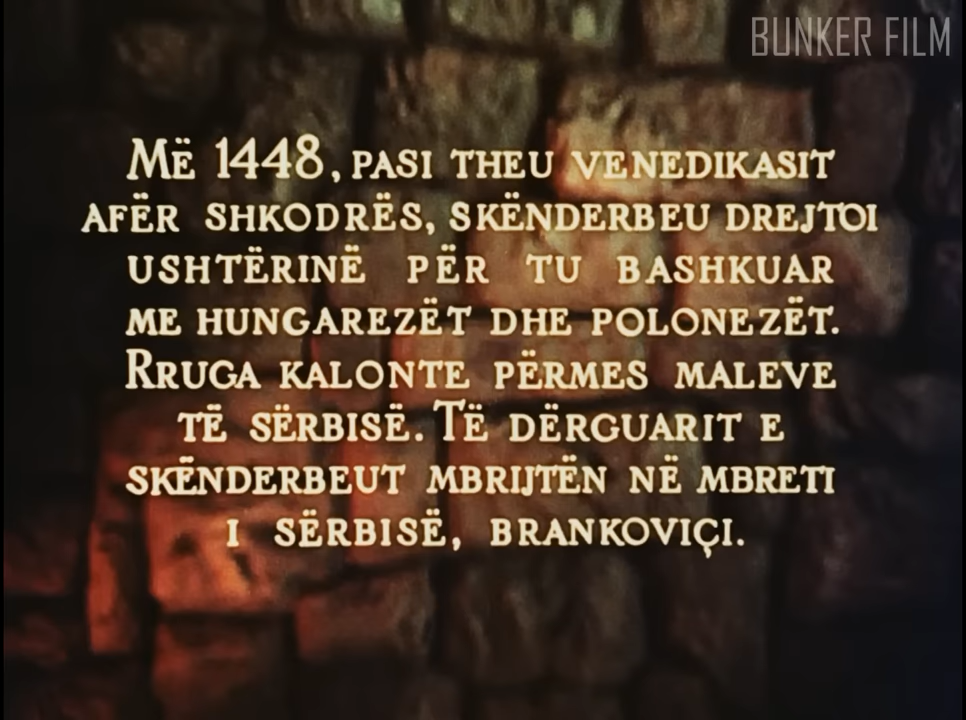 BUNKER FILM
MË 1448, PASI THEU VENEDIKASIT
AFËR SHKODRËS, SKËNDERBEU DREJTOI
USHTËRINË PËR TU BASHKUAR
ME HUNGAREZËT DHE POLONEZËT.
RRUGA KALONTE PËRMES MALEVE
TË SËRBISË. TË DËRGUARIT E
SKËNDERBEUT MBRIJTËN NË MBRETI
I SËRBISË, BRANKOVIÇI.